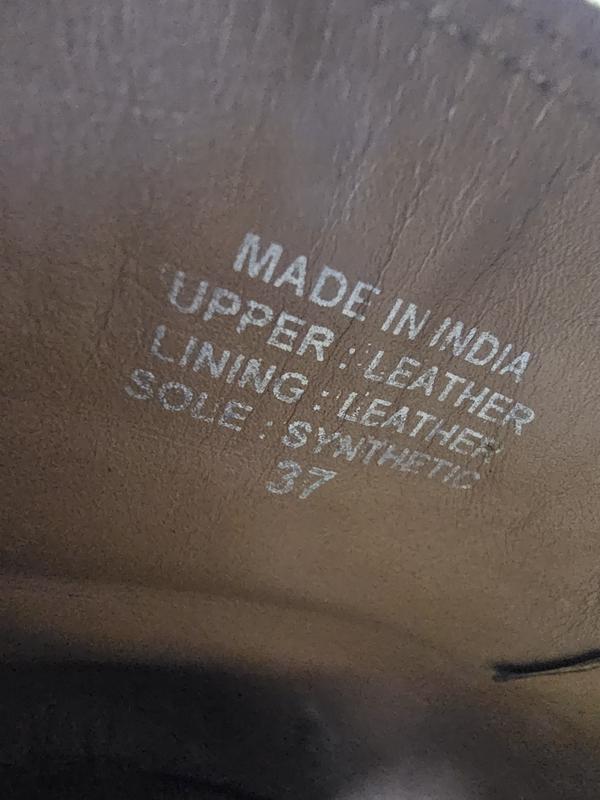 MADE IN INDIA
UPPER : LEATHER
LINING : LEATHER
SOLE : SYNTHETIC
37